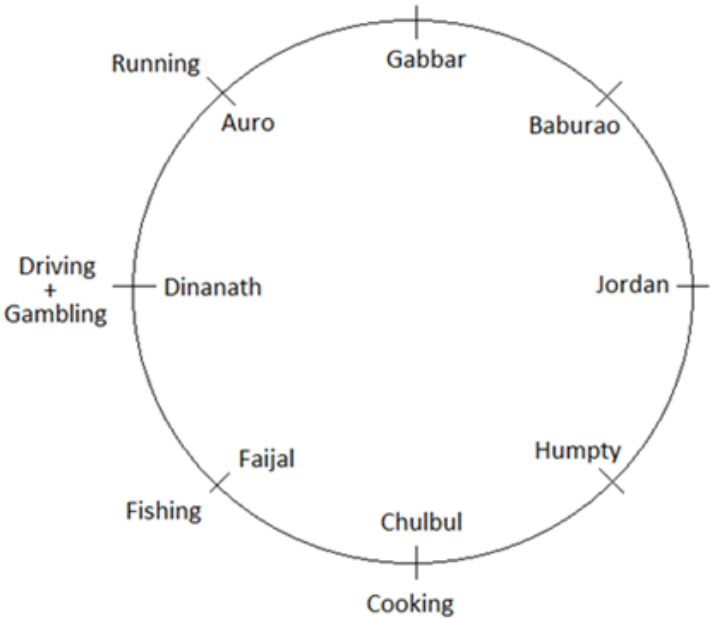 Gabbar
Running
Auro
Baburao
Driving
+
Gambling
Dinanath
Jordan
Humpty
Faijal
Fishing
Chulbul
Cooking